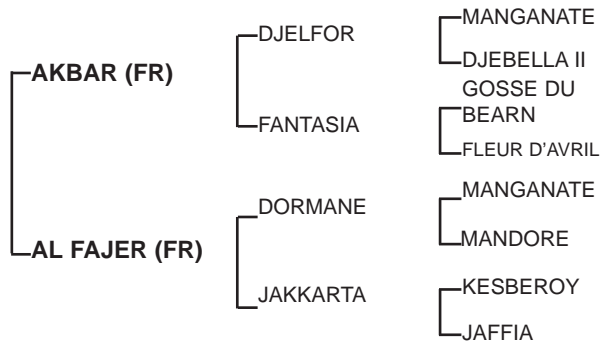 MANGANATE
DJELFOR
DJEBELLA II
AKBAR (FR)
GOSSE DU
BEARN
FANTASIA
FLEUR D'AVRIL
MANGANATE
DORMANE
MANDORE
AL FAJER (FR)
KESBEROY
JAKKARTA
JAFFIA